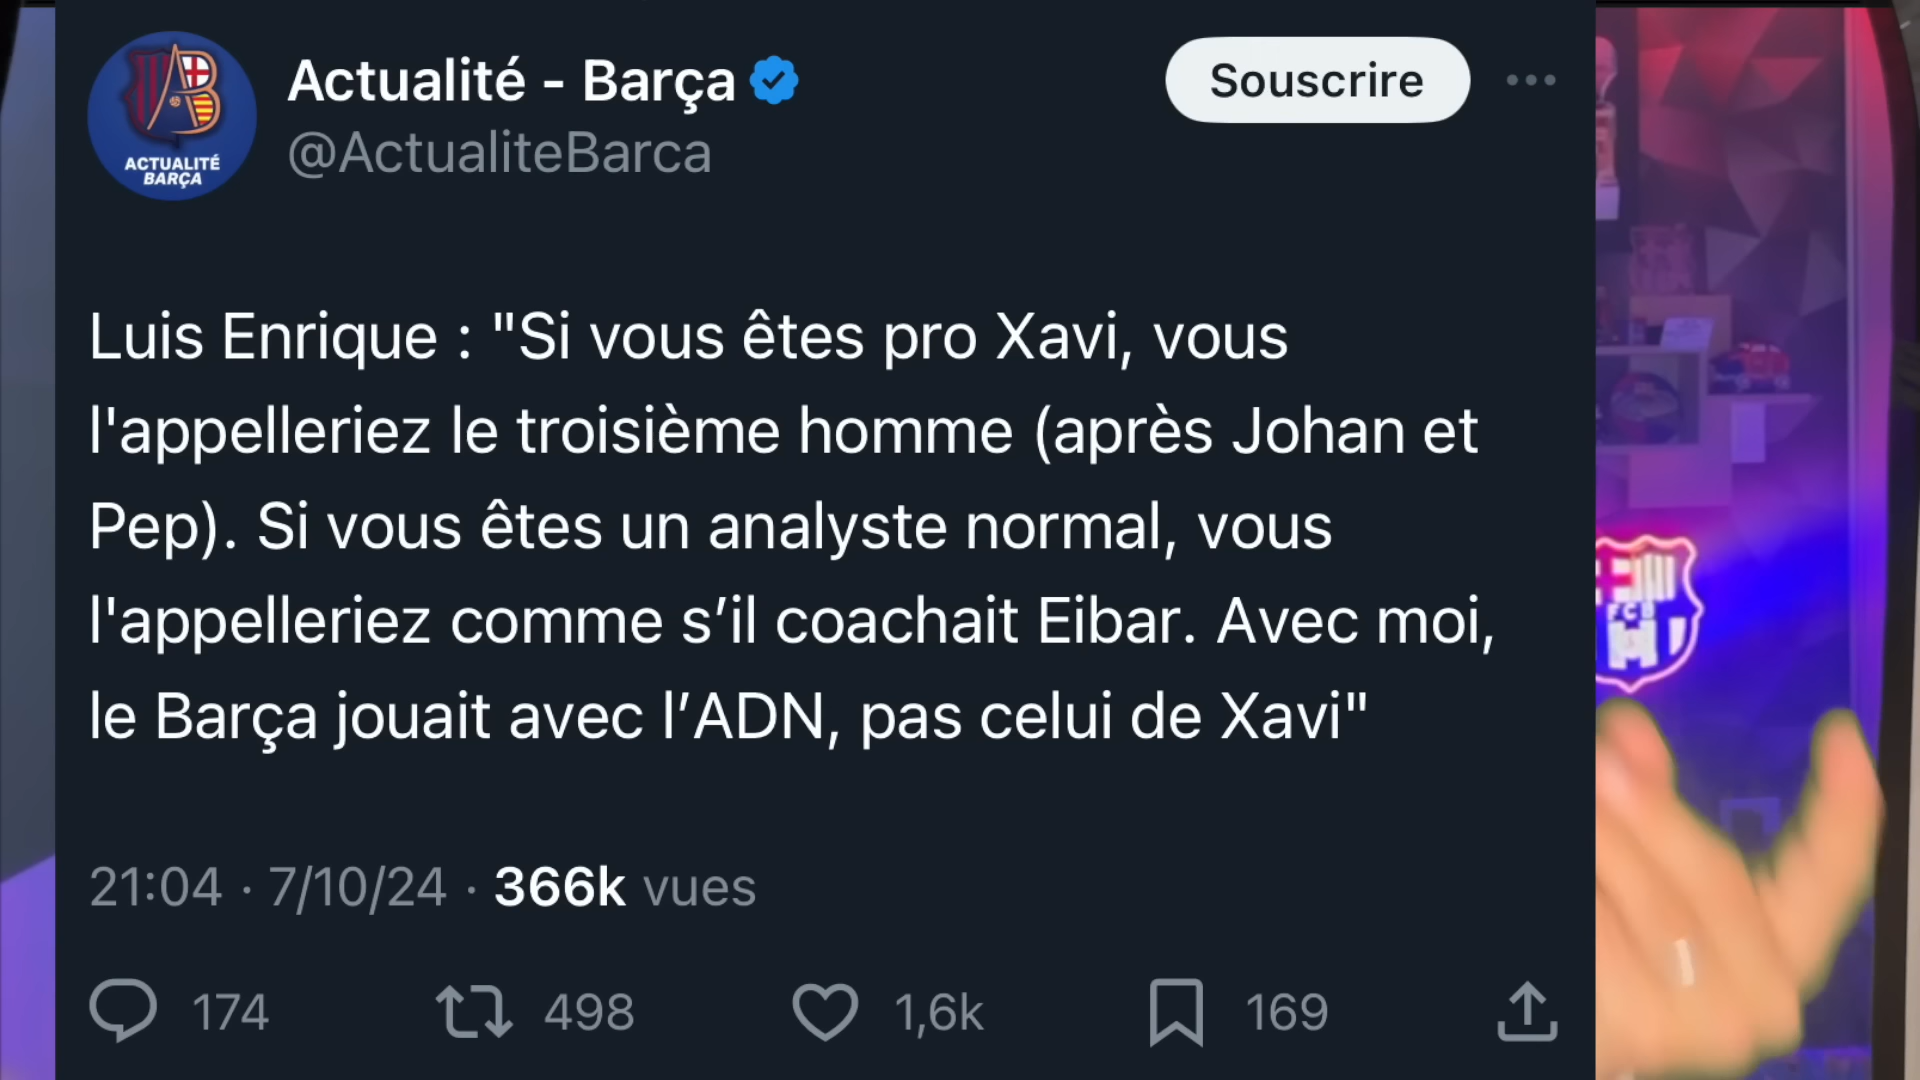 Actualité - Barça
@ActualiteBarca
Souscrire
ACTUALITÉ
BARÇA
Luis Enrique : "Si vous êtes pro Xavi, vous
l'appelleriez le troisième homme (après Johan et
Pep). Si vous êtes un analyste normal, vous
l'appelleriez comme s’il coachait Eibar. Avec moi,
le Barça jouait avec l’ADN, pas celui de Xavi"
21:04 · 7/10/24 · 366k vues
174 498 1,6k 169
FCB